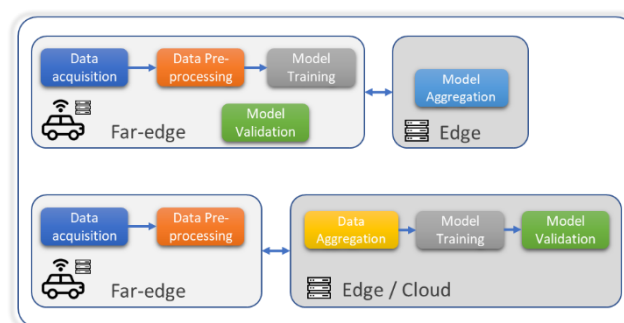 Data acquisition
Data Pre-processing
Model Training
Model Validation
Far-edge
Model Aggregation
Edge
Data acquisition
Data Pre-processing
Far-edge
Data Aggregation
Model Training
Model Validation
Edge / Cloud